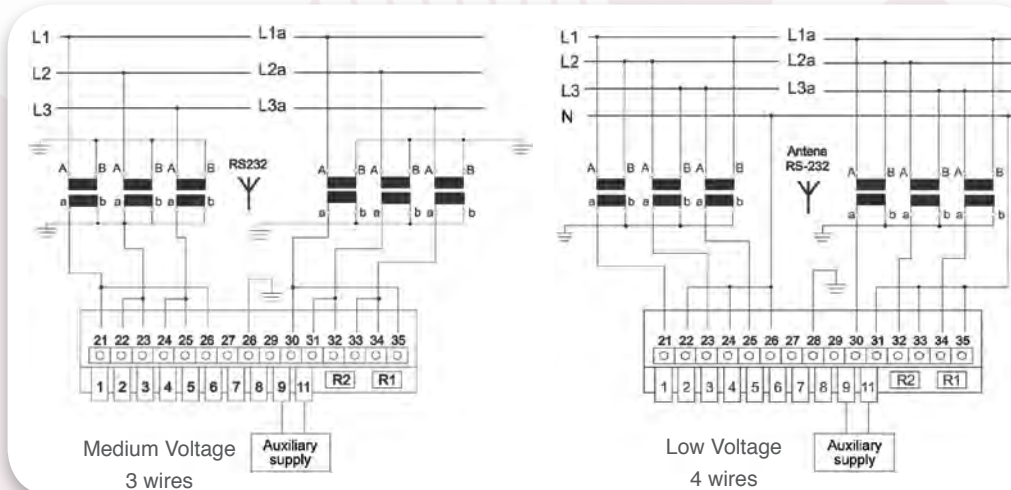 L1 L1a
L2 L2a
L3 L3a
A B A B A B
RS232
A B A B A B
a b a b a b
a b a b a b
21 22 23 24 25 26 27 28 29 30 31 32 33 34 35
1 2 3 4 5 6 7 8 9 11 R2 R1
Auxiliary
supply
Medium Voltage
3 wires
L1 L1a
L2 L2a
L3 L3a
N
A B A B A B
Antena
RS-232
A B A B A B
a b a b a b
a b a b a b
21 22 23 24 25 26 27 28 29 30 31 32 33 34 35
1 2 3 4 5 6 7 8 9 11 R2 R1
Auxiliary
supply
Low Voltage
4 wires